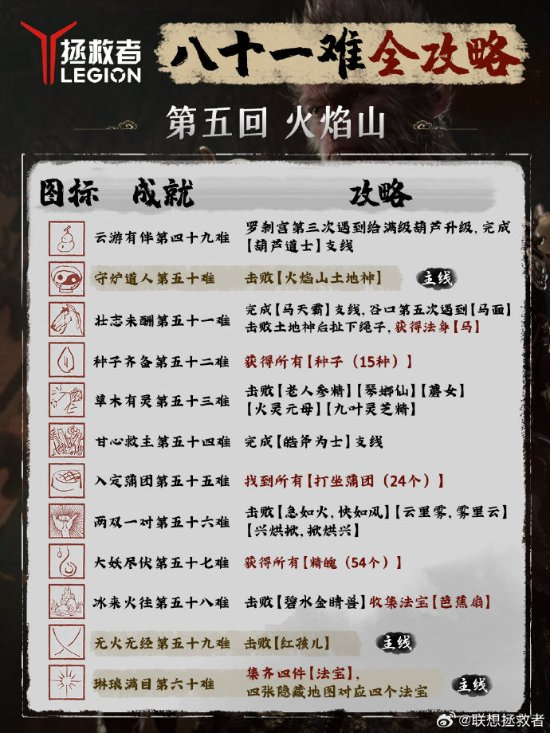 拯救者
LEGION
八十一难全攻略
第五回 火焰山
图标 成就 攻略
云游有伴第四十九难 罗刹宫第三次遇到给满级葫芦升级，完成
【葫芦道士】支线
守炉道人第五十难 击败【火焰山土地神】 主线
壮志未酬第五十一难 完成【马天霸】支线，谷口第五次遇到【马面】
击败土地神后扯下绳子，获得法身【马】
种子齐备第五十二难 获得所有【种子（15种）】
草木有灵第五十三难 击败【老人参精】【琴螂仙】【蘑女】
【火灵元母】【九叶灵芝精】
甘心救主第五十四难 完成【皓斧力士】支线
入定蒲团第五十五难 找到所有【打坐蒲团（24个）】
两双一对第五十六难 击败【急如火，快如风】【云里雾，雾里云】
【兴烘掀，掀烘兴】
大妖尽伏第五十七难 获得所有【精魄（54个）】
冰来火往第五十八难 击败【碧水金睛兽】收集法宝【芭蕉扇】
无火无经第五十九难 击败【红孩儿】 主线
琳琅满目第六十难 集齐四件【法宝】，
四张隐藏地图对应四个法宝 主线
@联想拯救者